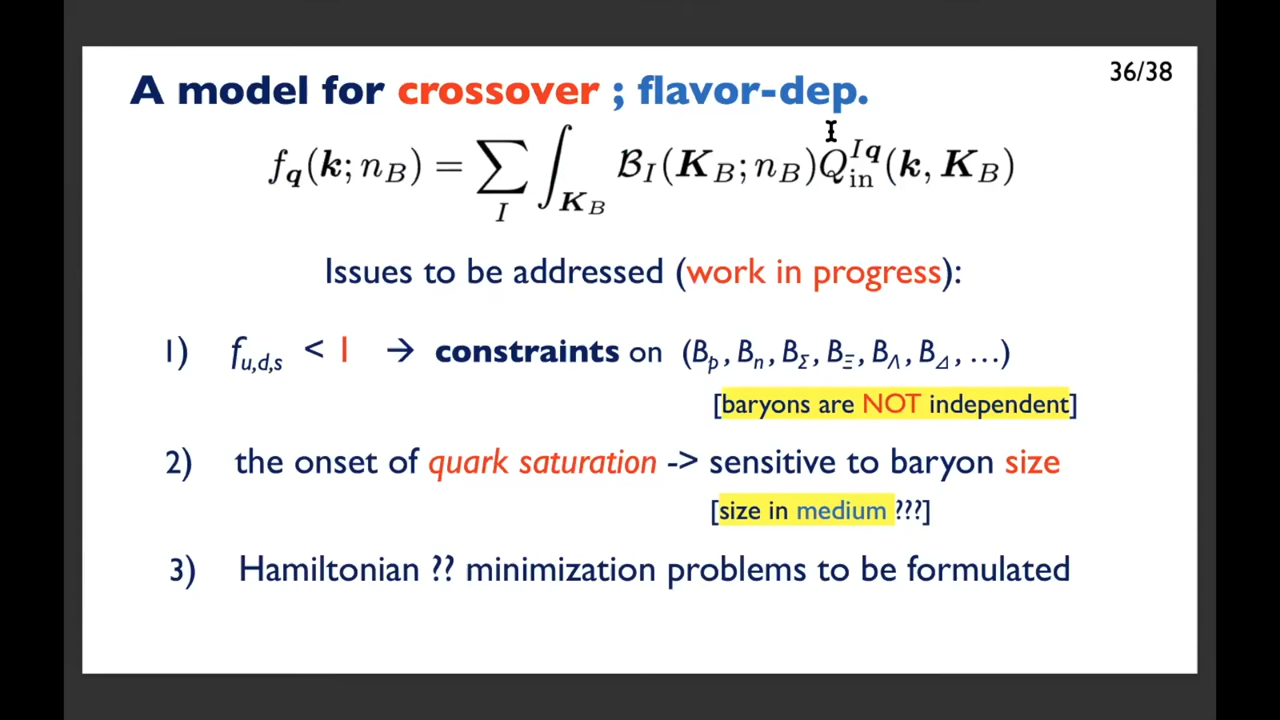 36/38
A model for crossover ; flavor-dep.
f_q(k; n_B) = ∑_I ∫_{K_B} ℬ_I(K_B; n_B) Q_in^{Iq}(k, K_B)
Issues to be addressed (work in progress):
1) f_{u,d,s} < 1 → constraints on (B_p, B_n, B_Σ, B_Ξ, B_Λ, B_Δ, ...)
[baryons are NOT independent]
2) the onset of quark saturation -> sensitive to baryon size
[size in medium ???]
3) Hamiltonian ?? minimization problems to be formulated